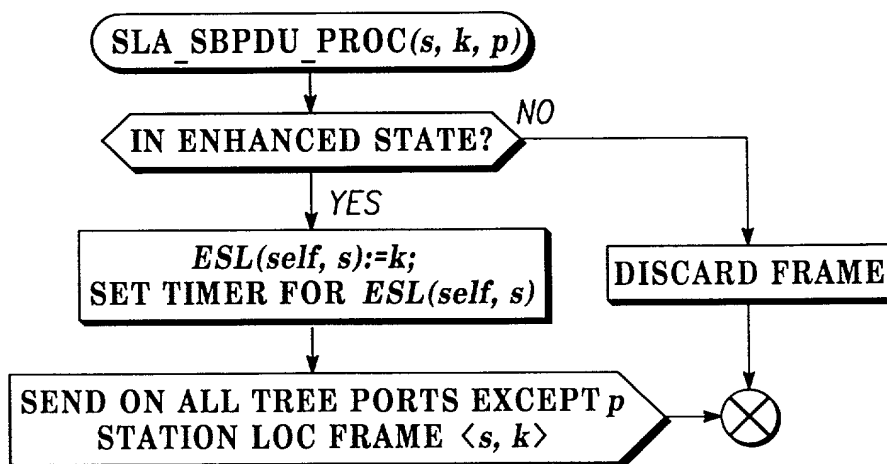 SLA_SBPDU_PROC(s, k, p)
IN ENHANCED STATE?
NO
YES
ESL(self, s):=k;
SET TIMER FOR ESL(self, s)
DISCARD FRAME
SEND ON ALL TREE PORTS EXCEPT p
STATION LOC FRAME <s, k>